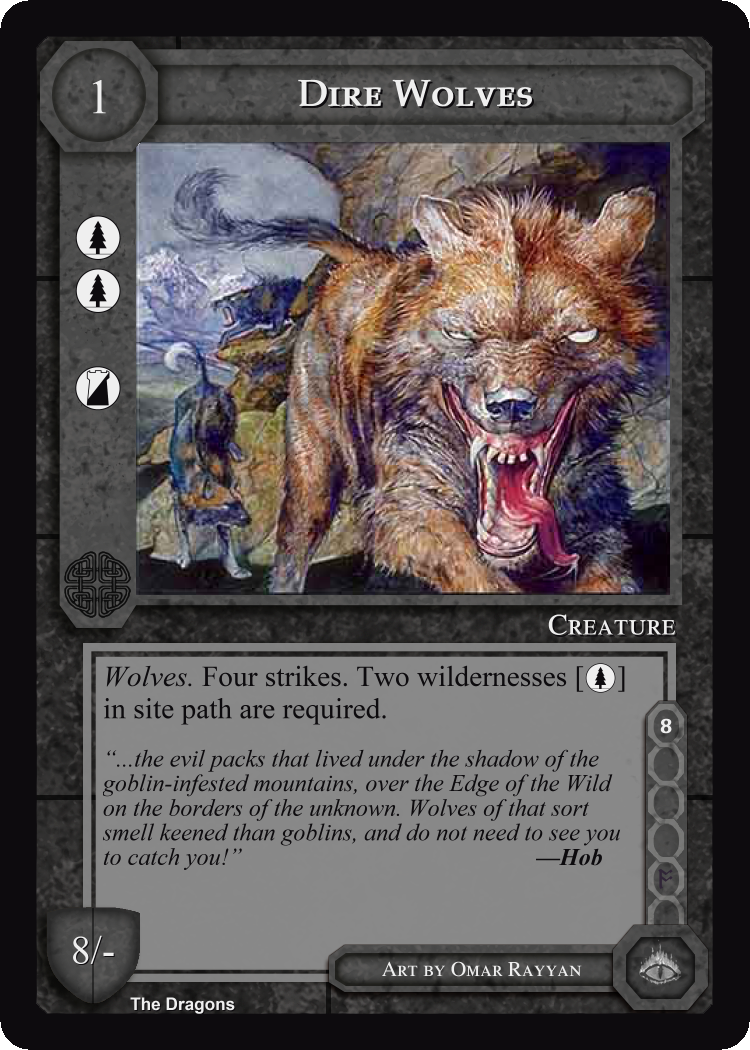 1
DIRE WOLVES
CREATURE
Wolves. Four strikes. Two wildernesses [ ]
in site path are required.
8
“...the evil packs that lived under the shadow of the
goblin-infested mountains, over the Edge of the Wild
on the borders of the unknown. Wolves of that sort
smell keened than goblins, and do not need to see you
to catch you!” —Hob
8/-
ART BY OMAR RAYYAN
The Dragons